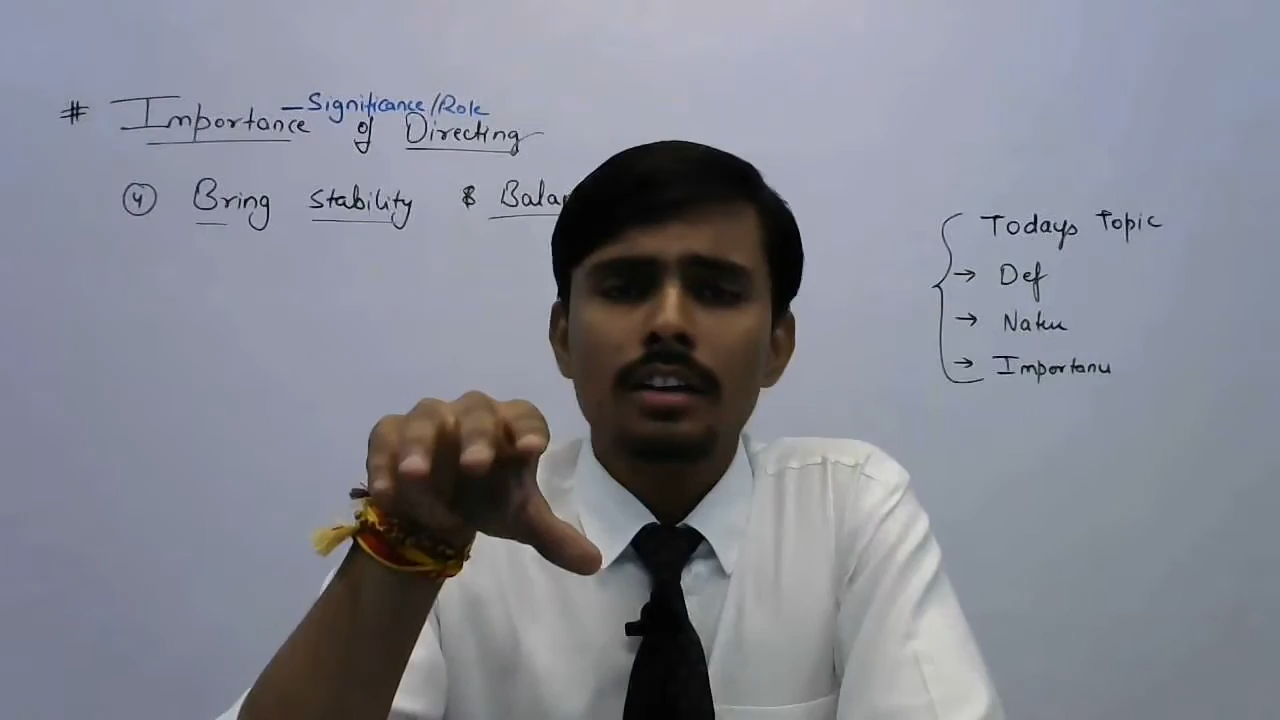 # Importance – Significance/Role of Directing
④ Bring stability & Balan
Todays Topic
→ Def
→ Natu
→ Importanu